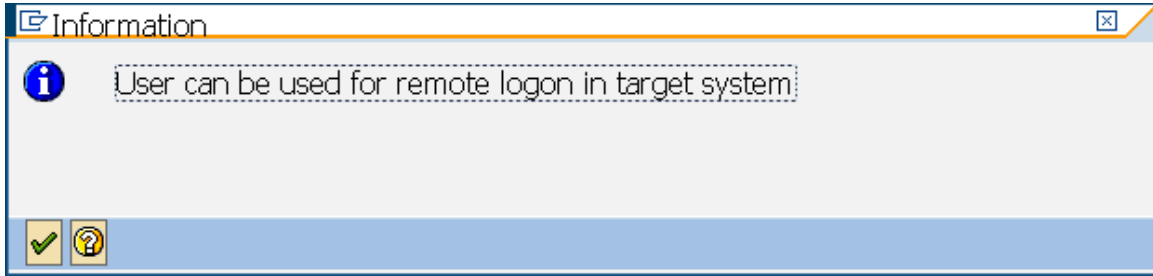 Information
User can be used for remote logon in target system